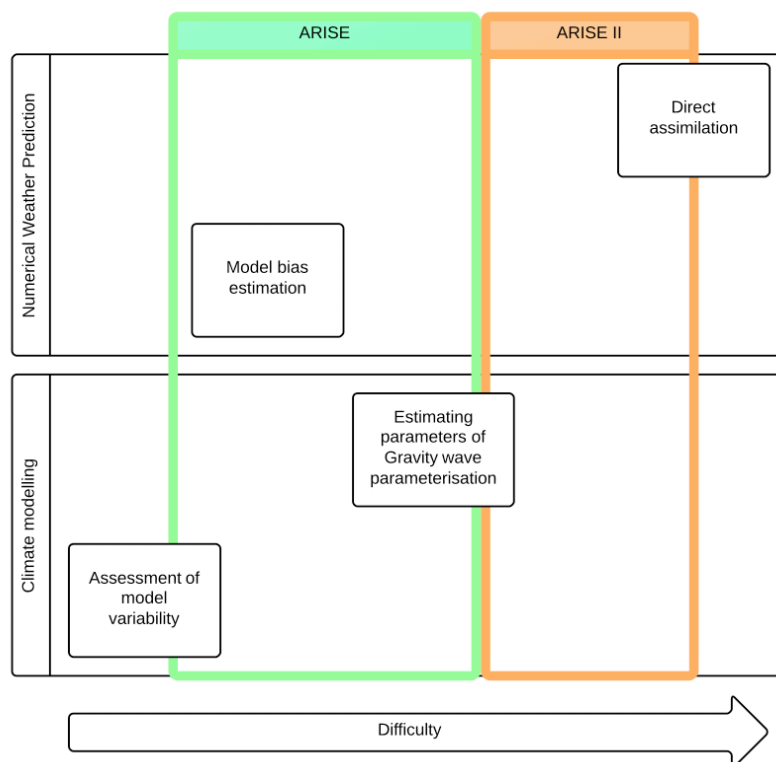 ARISE
ARISE II
Numerical Weather Prediction
Direct
assimilation
Model bias
estimation
Climate modelling
Estimating
parameters of
Gravity wave
parameterisation
Assessment of
model
variability
Difficulty